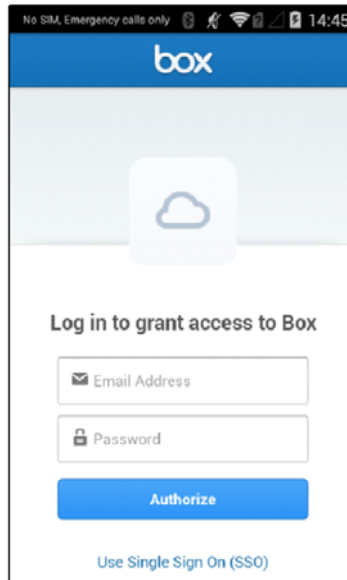 No SIM, Emergency calls only 14:45
box
Log in to grant access to Box
Email Address
Password
Authorize
Use Single Sign On (SSO)